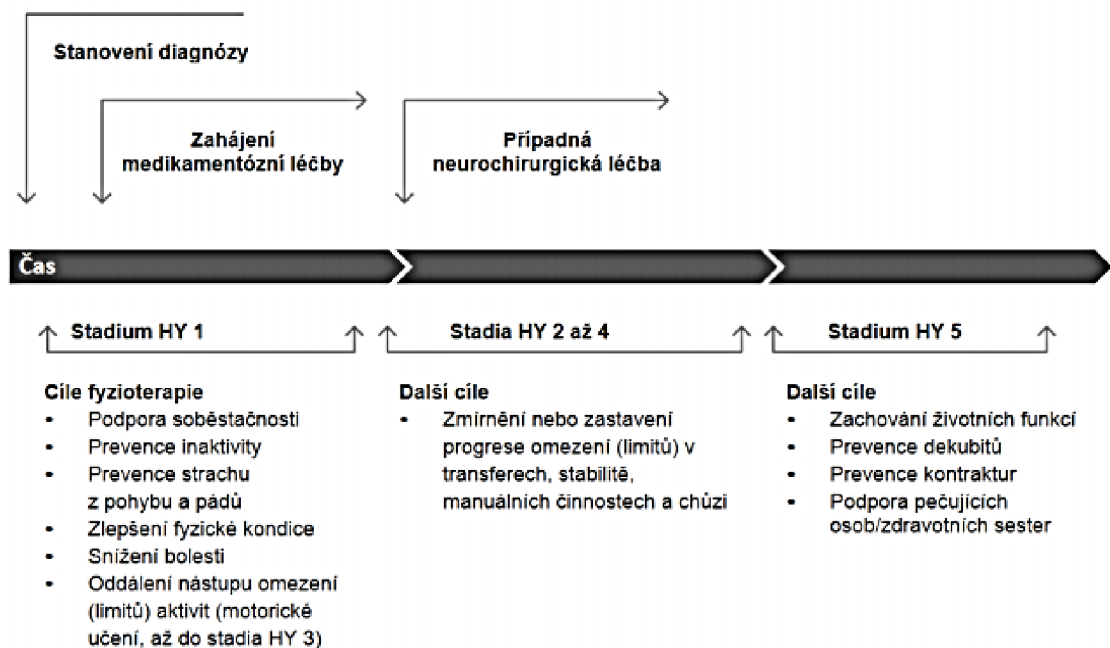 Stanovení diagnózy
Zahájení
medikamentózní léčby
Případná
neurochirurgická léčba
Čas
Stadium HY 1
Cíle fyzioterapie
• Podpora soběstačnosti
• Prevence inaktivity
• Prevence strachu
z pohybu a pádů
• Zlepšení fyzické kondice
• Snížení bolesti
• Oddálení nástupu omezení
(limitů) aktivit (motorické
učení, až do stadia HY 3)
Stadia HY 2 až 4
Další cíle
• Zmírnění nebo zastavení
progrese omezení (limitů) v
transferech, stabilitě,
manuálních činnostech a chůzi
Stadium HY 5
Další cíle
• Zachování životních funkcí
• Prevence dekubitů
• Prevence kontraktur
• Podpora pečujících
osob/zdravotních sester